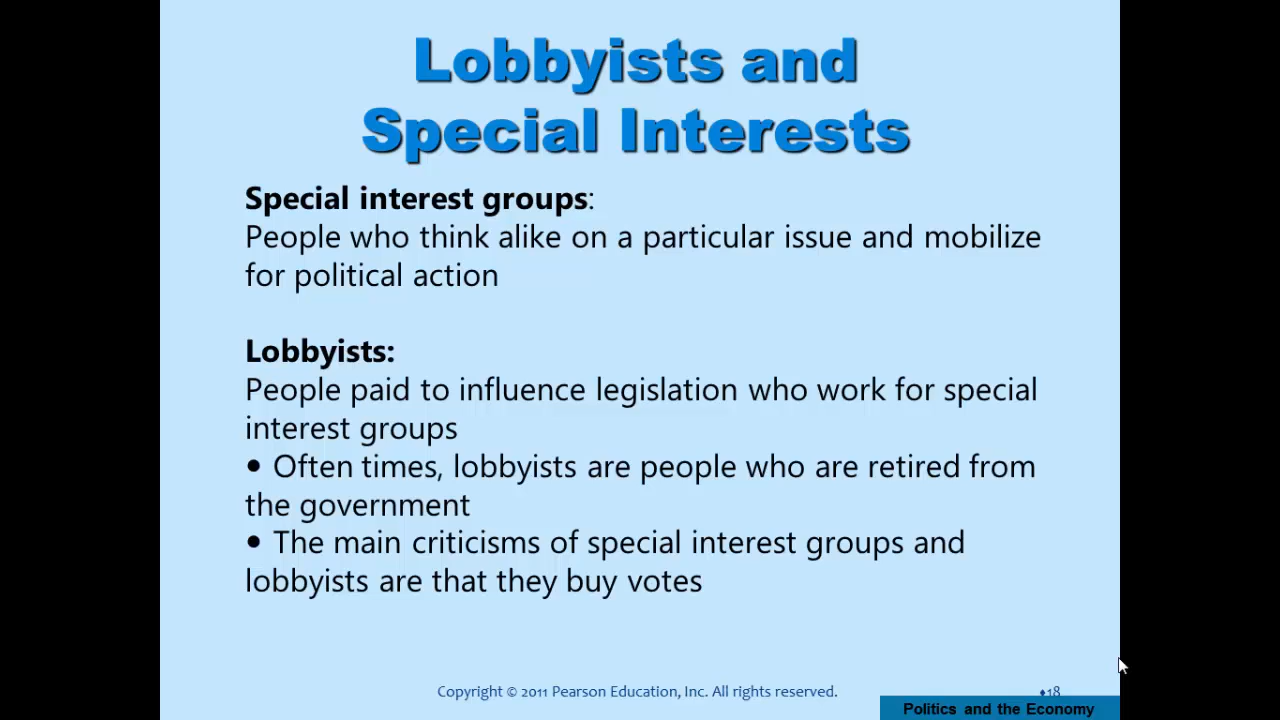 Lobbyists and
Special Interests
Special interest groups:
People who think alike on a particular issue and mobilize
for political action
Lobbyists:
People paid to influence legislation who work for special
interest groups
• Often times, lobbyists are people who are retired from
the government
• The main criticisms of special interest groups and
lobbyists are that they buy votes
Copyright © 2011 Pearson Education, Inc. All rights reserved.
♦18
Politics and the Economy